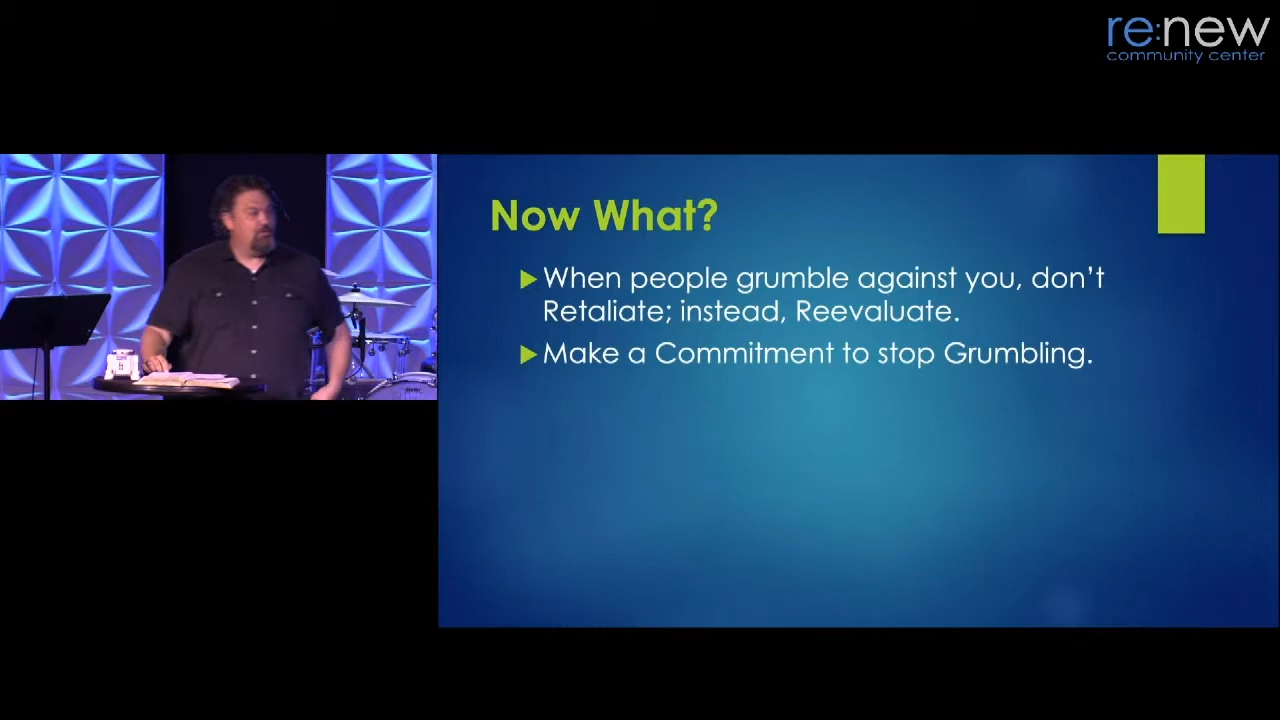 re:new
community center
Now What?
When people grumble against you, don't
Retaliate; instead, Reevaluate.
Make a Commitment to stop Grumbling.